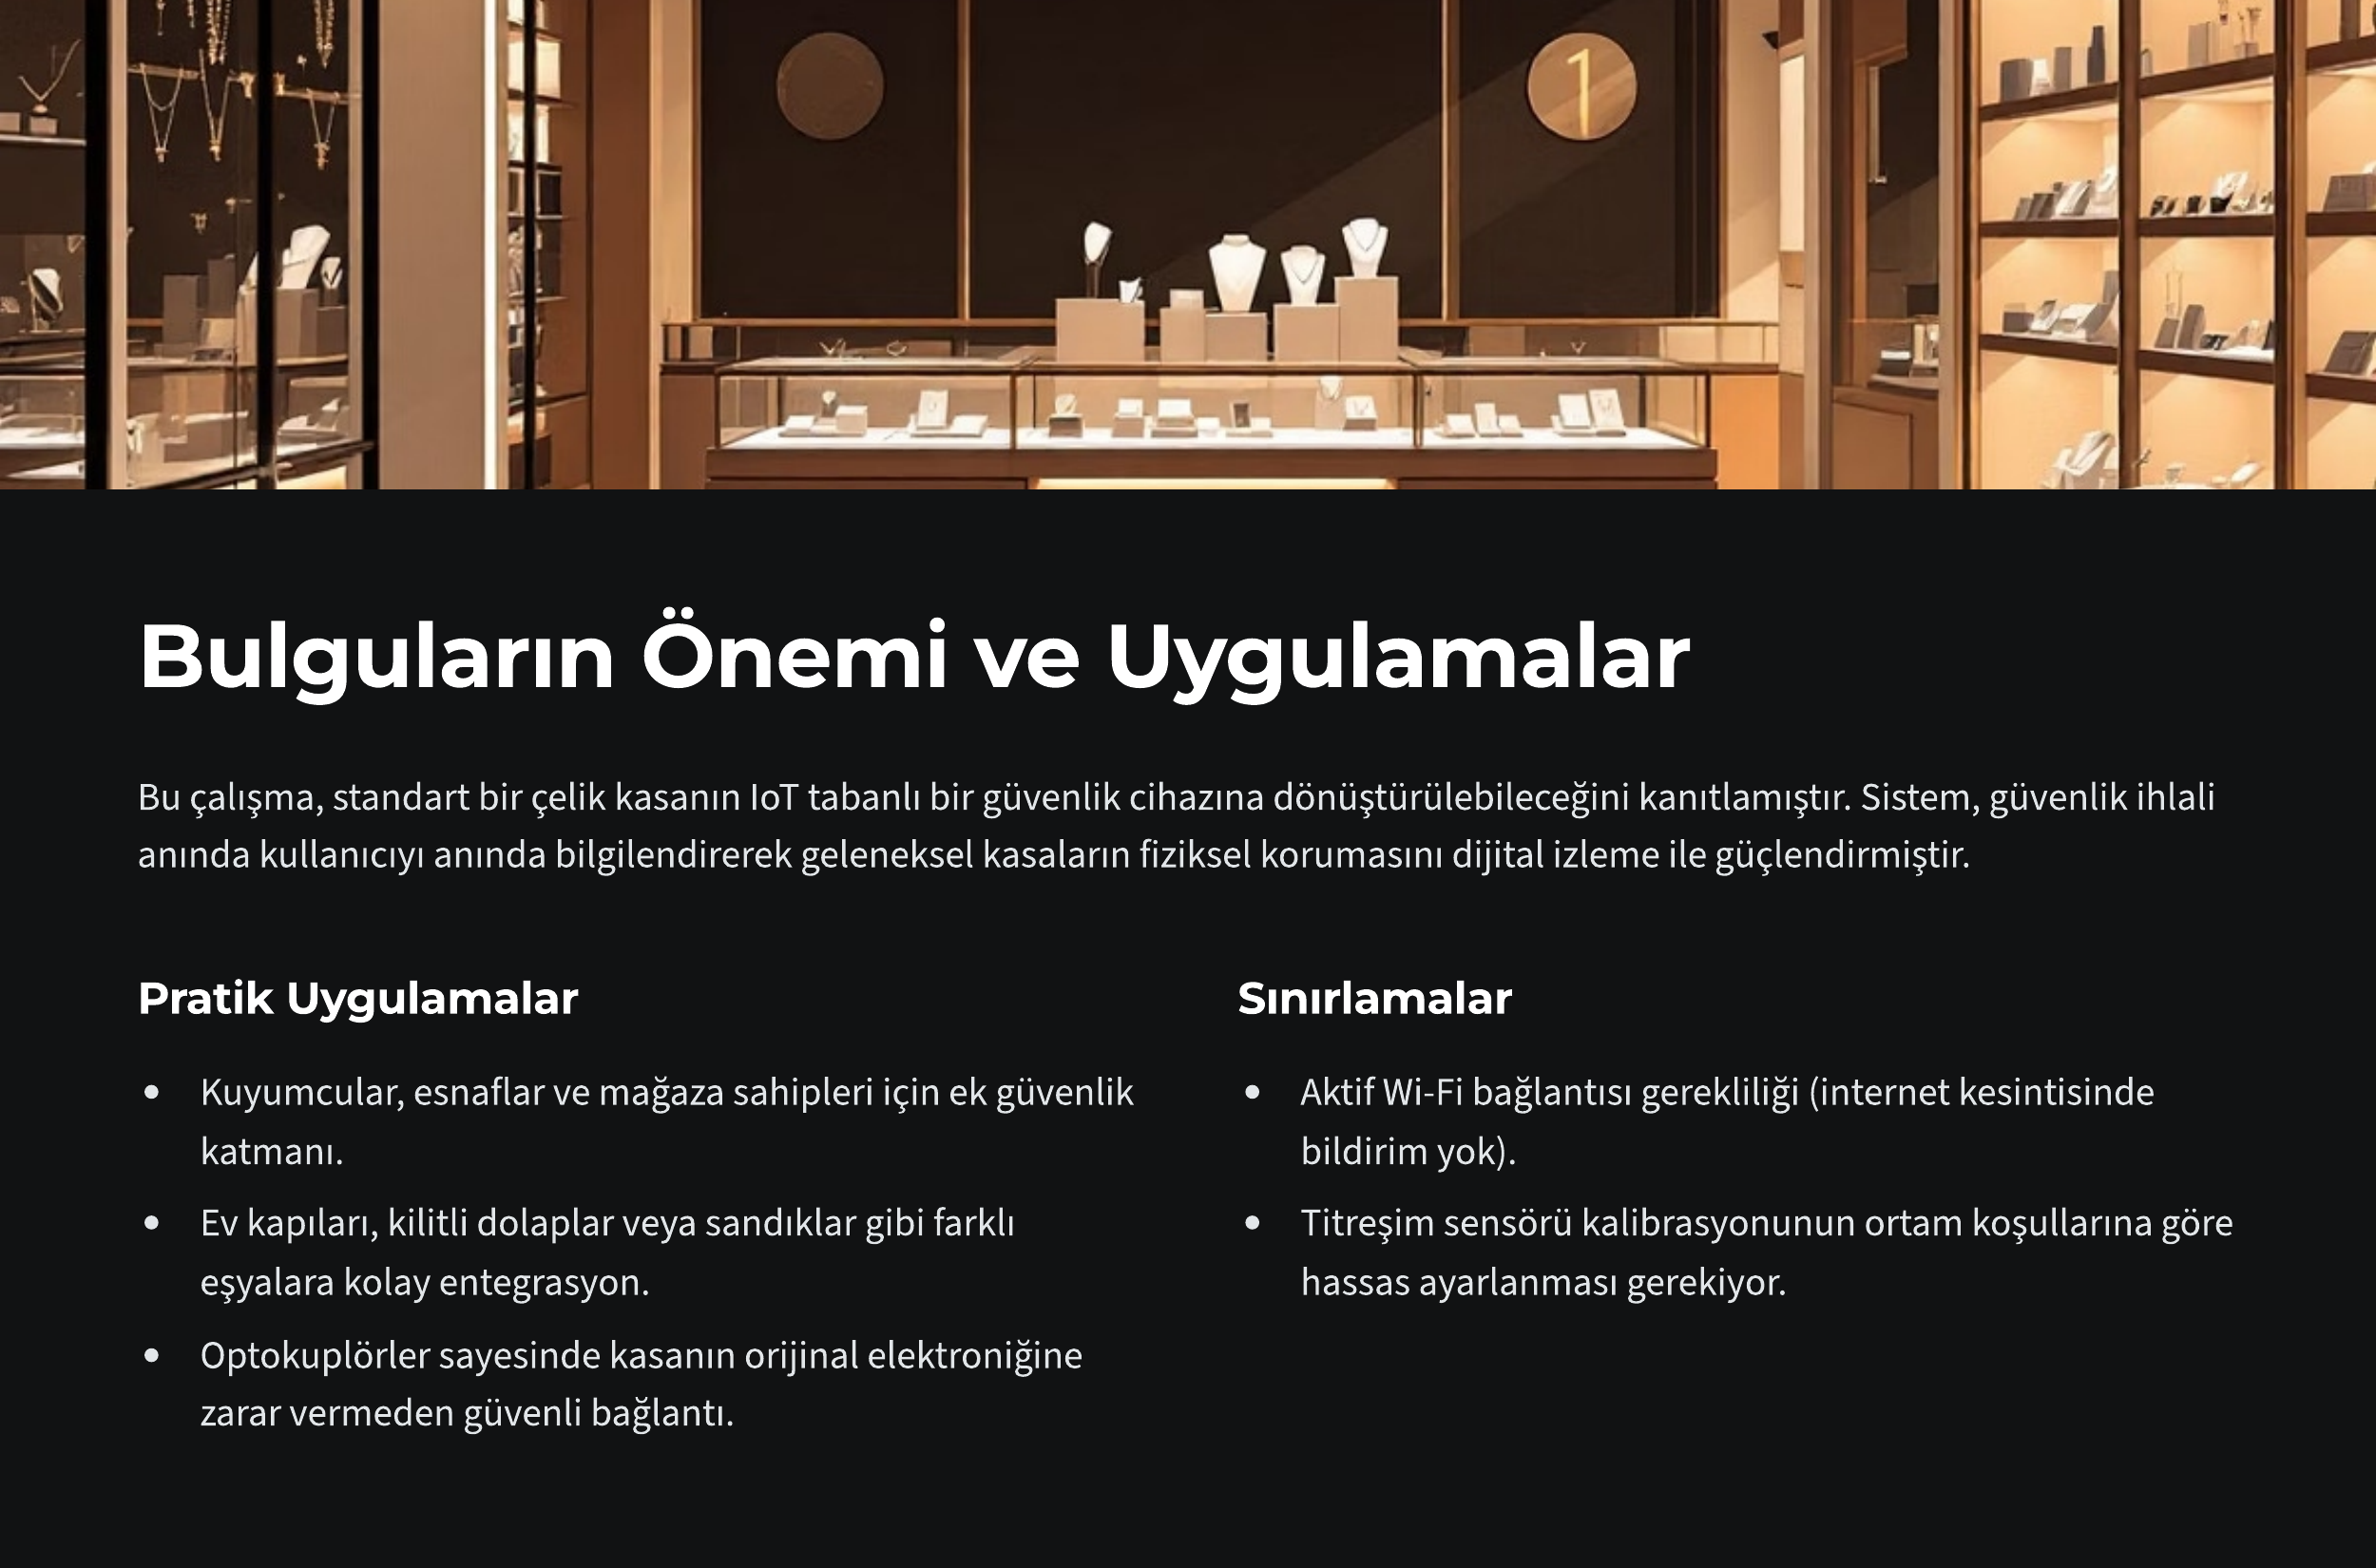 1
Bulguların Önemi ve Uygulamalar
Bu çalışma, standart bir çelik kasanın IoT tabanlı bir güvenlik cihazına dönüştürülebileceğini kanıtlamıştır. Sistem, güvenlik ihlali
anında kullanıcıyı anında bilgilendirerek geleneksel kasaların fiziksel korumasını dijital izleme ile güçlendirmiştir.
Pratik Uygulamalar
• Kuyumcular, esnaflar ve mağaza sahipleri için ek güvenlik
katmanı.
• Ev kapıları, kilitli dolaplar veya sandıklar gibi farklı
eşyalara kolay entegrasyon.
• Optokuplörler sayesinde kasanın orijinal elektroniğine
zarar vermeden güvenli bağlantı.
Sınırlamalar
• Aktif Wi-Fi bağlantısı gerekliliği (internet kesintisinde
bildirim yok).
• Titreşim sensörü kalibrasyonunun ortam koşullarına göre
hassas ayarlanması gerekiyor.